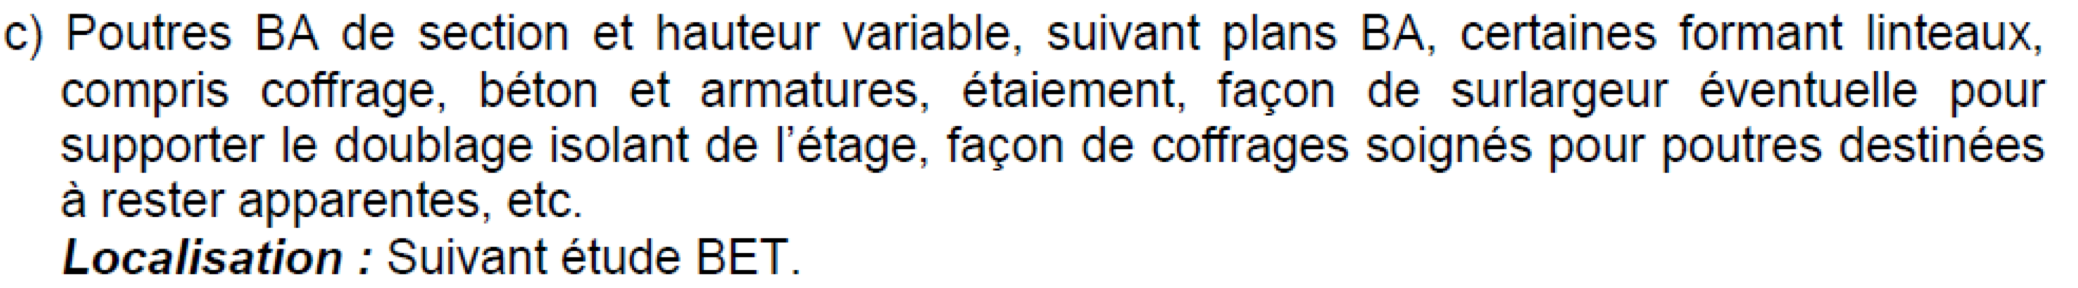 c) Poutres BA de section et hauteur variable, suivant plans BA, certaines formant linteaux,
compris coffrage, béton et armatures, étaiement, façon de surlargeur éventuelle pour
supporter le doublage isolant de l'étage, façon de coffrages soignés pour poutres destinées
à rester apparentes, etc.
Localisation : Suivant étude BET.